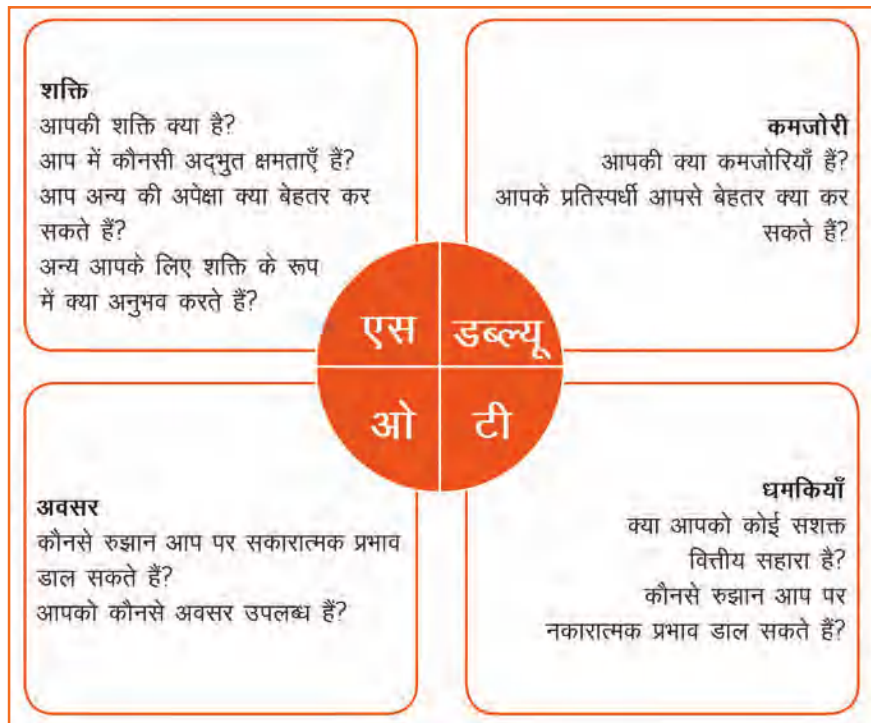 शक्ति
आपकी शक्ति क्या है?
आप में कौनसी अद्भुत क्षमताएँ हैं?
आप अन्य की अपेक्षा क्या बेहतर कर
सकते हैं?
अन्य आपके लिए शक्ति के रूप
में क्या अनुभव करते हैं?
कमजोरी
आपकी क्या कमजोरियाँ हैं?
आपके प्रतिस्पर्धी आपसे बेहतर क्या कर
सकते हैं?
एस
डब्ल्यू
ओ
टी
अवसर
कौनसे रुझान आप पर सकारात्मक प्रभाव
डाल सकते हैं?
आपको कौनसे अवसर उपलब्ध हैं?
धमकियाँ
क्या आपको कोई सशक्त
वित्तीय सहारा है?
कौनसे रुझान आप पर
नकारात्मक प्रभाव डाल सकते हैं?